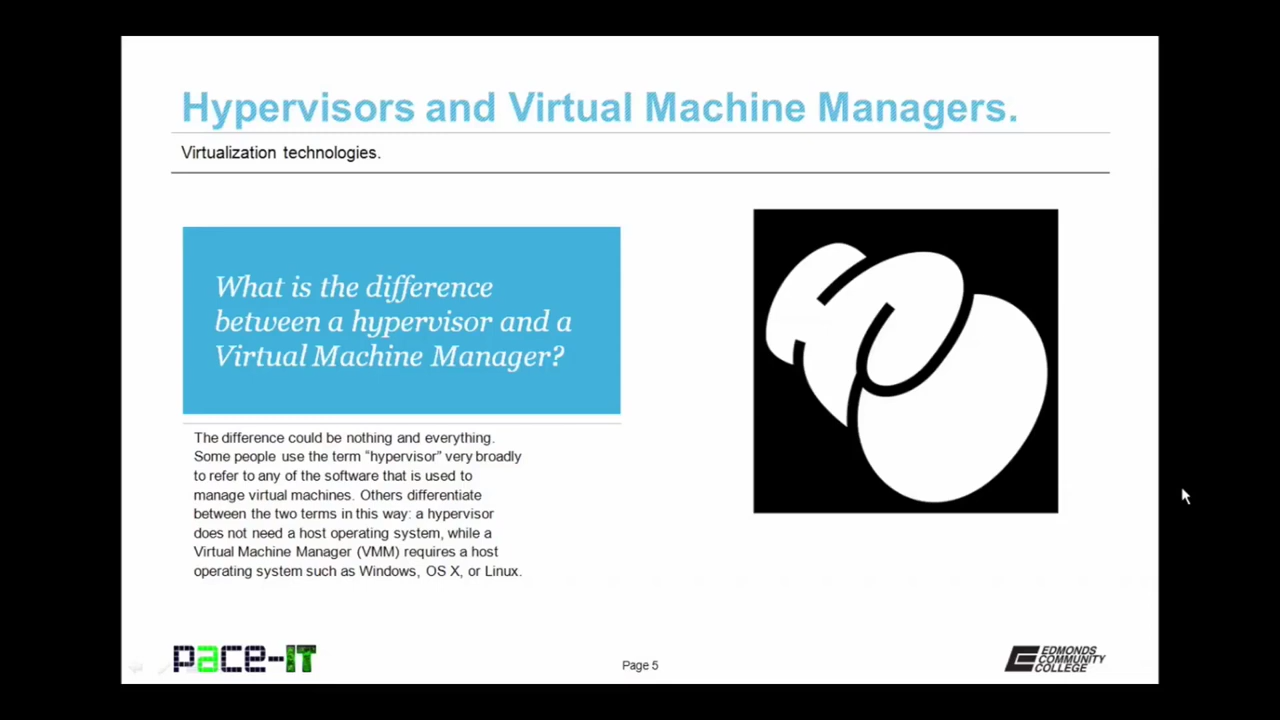 Hypervisors and Virtual Machine Managers.
Virtualization technologies.
What is the difference
between a hypervisor and a
Virtual Machine Manager?
The difference could be nothing and everything.
Some people use the term “hypervisor” very broadly
to refer to any of the software that is used to
manage virtual machines. Others differentiate
between the two terms in this way: a hypervisor
does not need a host operating system, while a
Virtual Machine Manager (VMM) requires a host
operating system such as Windows, OS X, or Linux.
pace-IT
Page 5
EDMONDS
COMMUNITY
COLLEGE